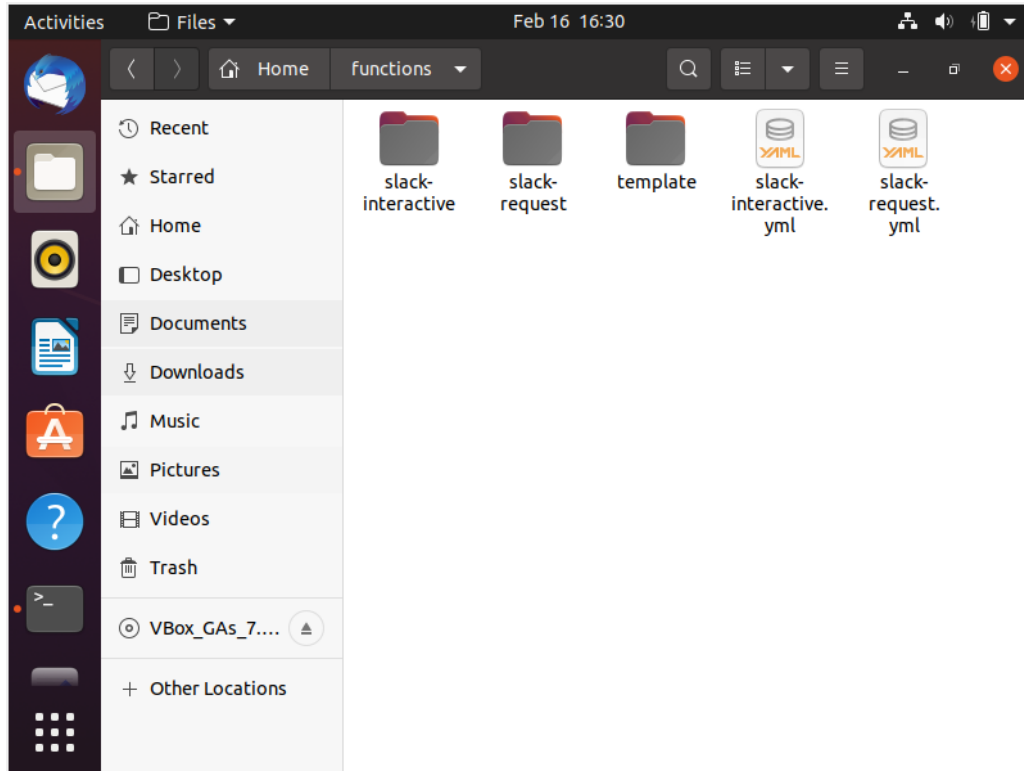 Activities
Files
Feb 16 16:30
Home
functions
Recent
Starred
Home
Desktop
Documents
Downloads
Music
Pictures
Videos
Trash
VBox_GAs_7....
Other Locations
slack-
interactive
slack-
request
template
YAML
slack-
interactive.
yml
YAML
slack-
request.
yml
A
?
>_